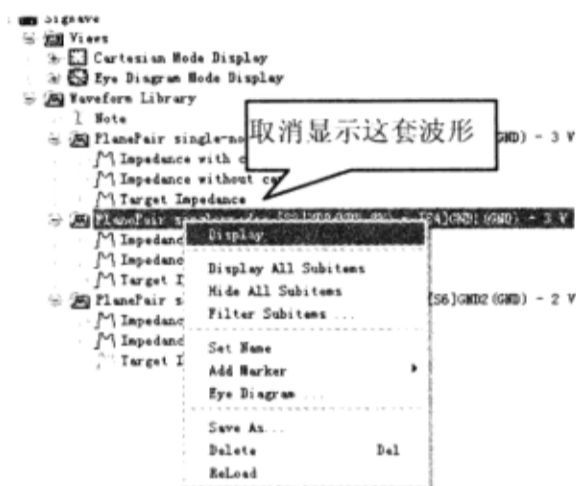 Sigwave
Views
Cartesian Mode Display
Eye Diagram Mode Display
Waveform Library
Note
取消显示这套波形
PlanePair single-no GND) - 3 V
Impedance with c
Impedance without ca
Target Impedance
PlanePair GND1(GND) - 3 V
Display
Impedanc
Impedanc
Target I
Display All Subitems
Hide All Subitems
Filter Subitems ...
PlanePair s [S6]GND2(GND) - 2 V
Impedanc
Impedanc
Target I
Set Name
Add Marker
Eye Diagram ...
Save As...
Delete Del
ReLoad